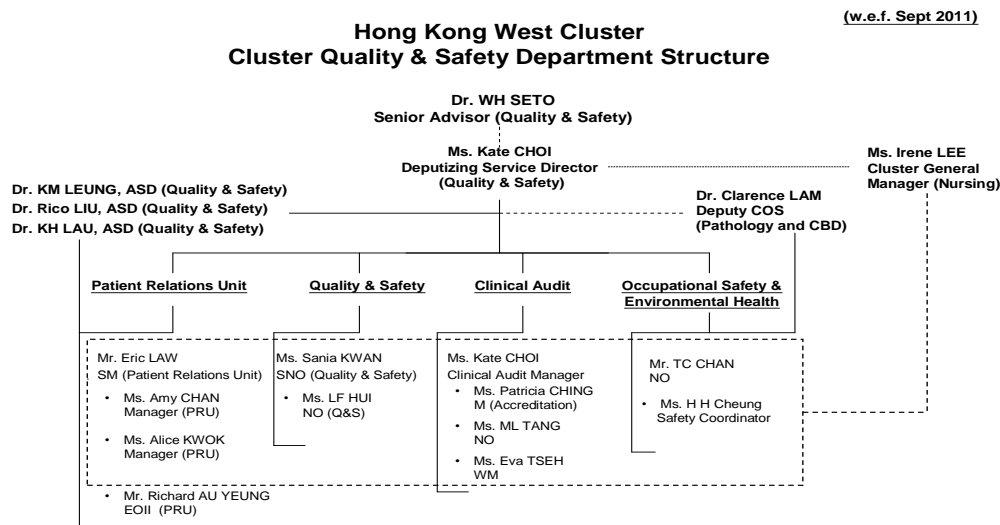 (w.e.f. Sept 2011)
Hong Kong West Cluster
Cluster Quality & Safety Department Structure
Dr. WH SETO
Senior Advisor (Quality & Safety)
Ms. Kate CHOI
Deputizing Service Director
(Quality & Safety)
Ms. Irene LEE
Cluster General
Manager (Nursing)
Dr. KM LEUNG, ASD (Quality & Safety)
Dr. Rico LIU, ASD (Quality & Safety)
Dr. KH LAU, ASD (Quality & Safety)
Dr. Clarence LAM
Deputy COS
(Pathology and CBD)
Patient Relations Unit
Quality & Safety
Clinical Audit
Occupational Safety &
Environmental Health
Mr. Eric LAW
SM (Patient Relations Unit)
• Ms. Amy CHAN
Manager (PRU)
• Ms. Alice KWOK
Manager (PRU)
• Mr. Richard AU YEUNG
EOII (PRU)
Ms. Sania KWAN
SNO (Quality & Safety)
• Ms. LF HUI
NO (Q&S)
Ms. Kate CHOI
Clinical Audit Manager
• Ms. Patricia CHING
M (Accreditation)
• Ms. ML TANG
NO
• Ms. Eva TSEH
WM
Mr. TC CHAN
NO
• Ms. H H Cheung
Safety Coordinator